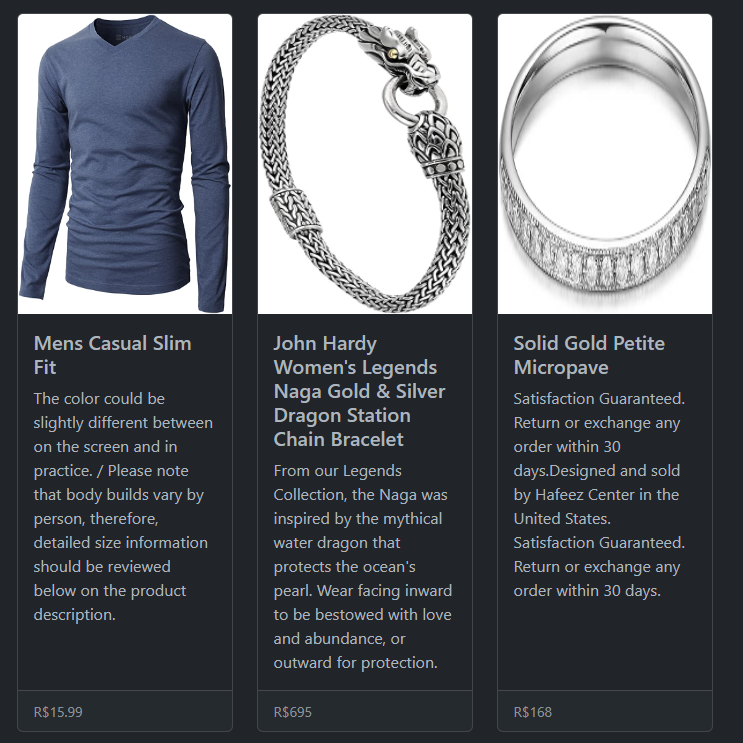 Mens Casual Slim
Fit
The color could be
slightly different between
on the screen and in
practice. / Please note
that body builds vary by
person, therefore,
detailed size information
should be reviewed
below on the product
description.
R$15.99
John Hardy
Women's Legends
Naga Gold & Silver
Dragon Station
Chain Bracelet
From our Legends
Collection, the Naga was
inspired by the mythical
water dragon that
protects the ocean's
pearl. Wear facing inward
to be bestowed with love
and abundance, or
outward for protection.
R$695
Solid Gold Petite
Micropave
Satisfaction Guaranteed.
Return or exchange any
order within 30
days.Designed and sold
by Hafeez Center in the
United States.
Satisfaction Guaranteed.
Return or exchange any
order within 30 days.
R$168